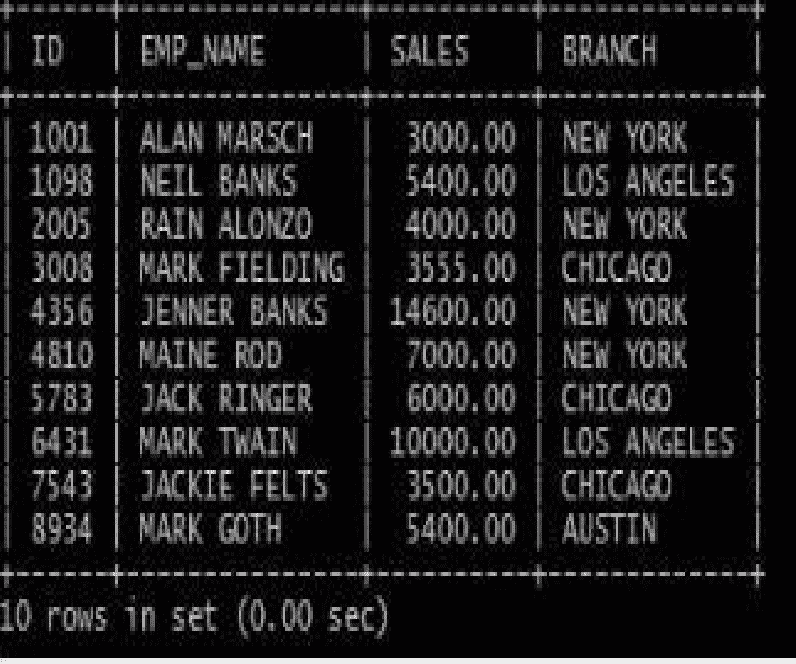 | ID | EMP_NAME | SALES | BRANCH |
| 1001 | ALAN MARSCH | 3000.00 | NEW YORK |
| 1098 | NEIL BANKS | 5400.00 | LOS ANGELES |
| 2005 | RAIN ALONZO | 4000.00 | NEW YORK |
| 3008 | MARK FIELDING | 3555.00 | CHICAGO |
| 4356 | JENNER BANKS | 14600.00 | NEW YORK |
| 4810 | MAINE ROD | 7000.00 | NEW YORK |
| 5783 | JACK RINGER | 6000.00 | CHICAGO |
| 6431 | MARK TWAIN | 10000.00 | LOS ANGELES |
| 7543 | JACKIE FELTS | 3500.00 | CHICAGO |
| 8934 | MARK GOTH | 5400.00 | AUSTIN |
10 rows in set (0.00 sec)